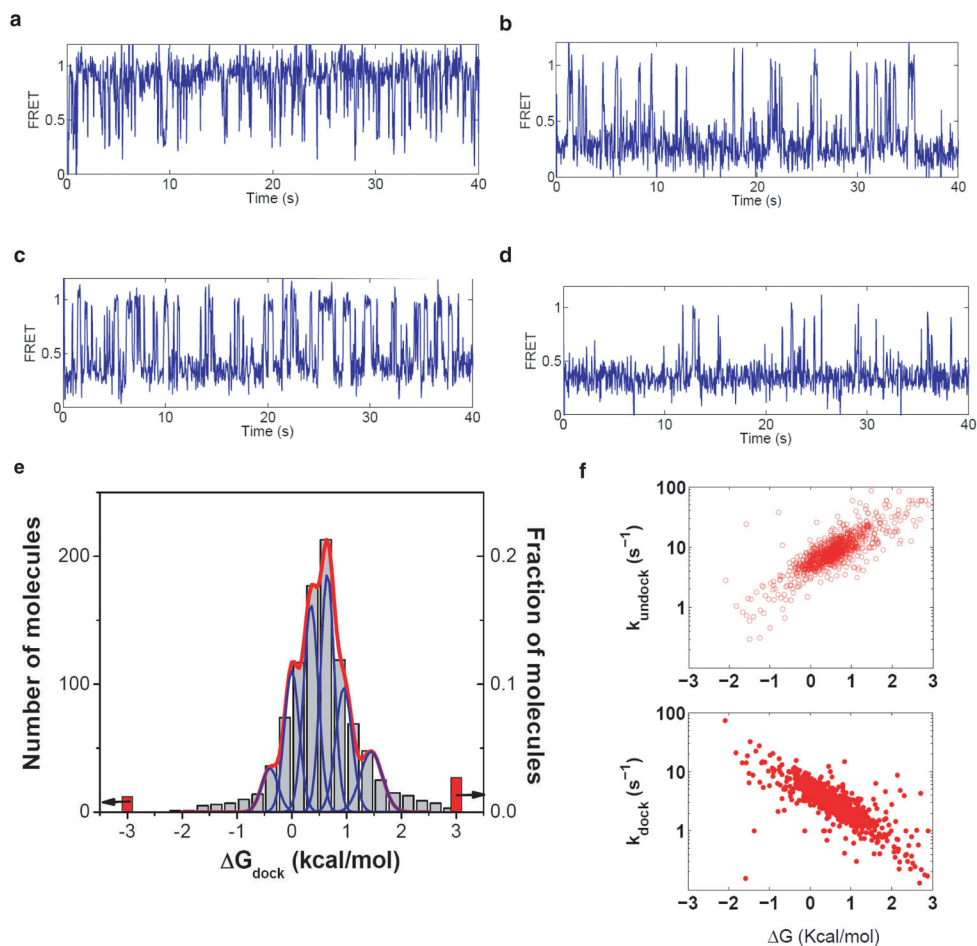 a
FRET
1
0.5
0
0 10 20 30 40
Time (s)
b
FRET
1
0.5
0
0 10 20 30 40
Time (s)
c
FRET
1
0.5
0
0 10 20 30 40
Time (s)
d
FRET
1
0.5
0
0 10 20 30 40
Time (s)
e
Number of molecules
200
100
0
Fraction of molecules
0.2
0.1
0.0
-3 -2 -1 0 1 2 3
ΔG_dock (kcal/mol)
f
k_undock (s⁻¹)
100
10
1
−3 −2 −1 0 1 2 3
k_dock (s⁻¹)
100
10
1
−3 −2 −1 0 1 2 3
ΔG (Kcal/mol)